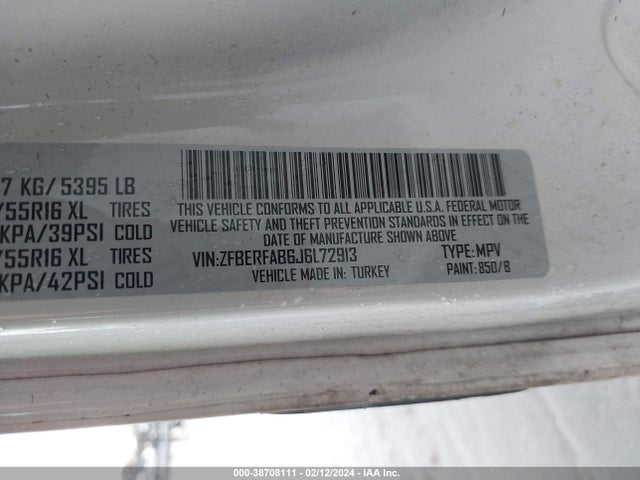 7 KG/5395 LB
/55R16 XL TIRES
KPA/39PSI COLD
/55R16 XL TIRES
KPA/42PSI COLD
THIS VEHICLE CONFORMS TO ALL APPLICABLE U.S.A. FEDERAL MOTOR
VEHICLE SAFETY AND THEFT PREVENTION STANDARDS IN EFFECT ON THE
DATE OF MANUFACTURE SHOWN ABOVE
VIN:ZFBERFAB6J6L72913 TYPE:MPV
VEHICLE MADE IN: TURKEY PAINT: 850/B
000-38708111 - 02/12/2024 - IAA Inc.